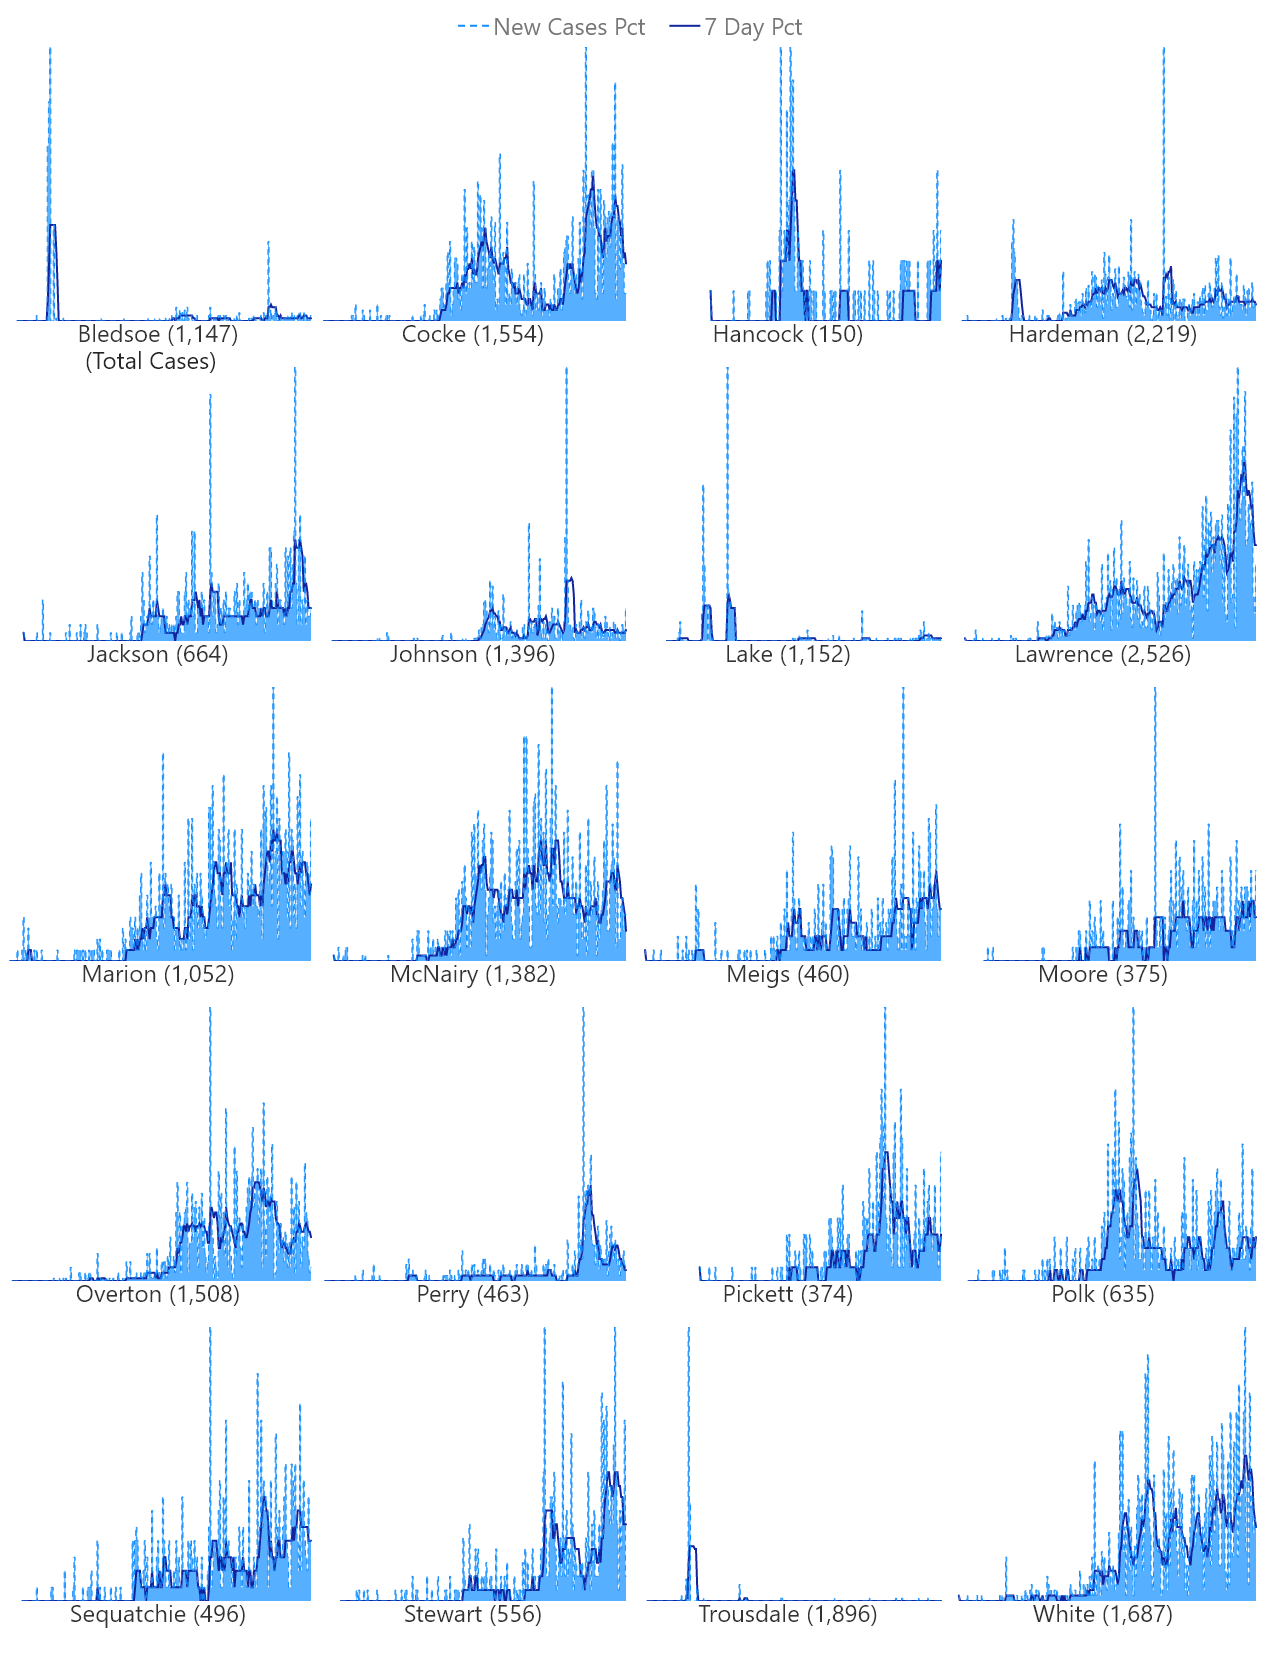 New Cases Pct 7 Day Pct
Bledsoe (1,147) Cocke (1,554) Hancock (150) Hardeman (2,219)
(Total Cases)
Jackson (664) Johnson (1,396) Lake (1,152) Lawrence (2,526)
Marion (1,052) McNairy (1,382) Meigs (460) Moore (375)
Overton (1,508) Perry (463) Pickett (374) Polk (635)
Sequatchie (496) Stewart (556) Trousdale (1,896) White (1,687)